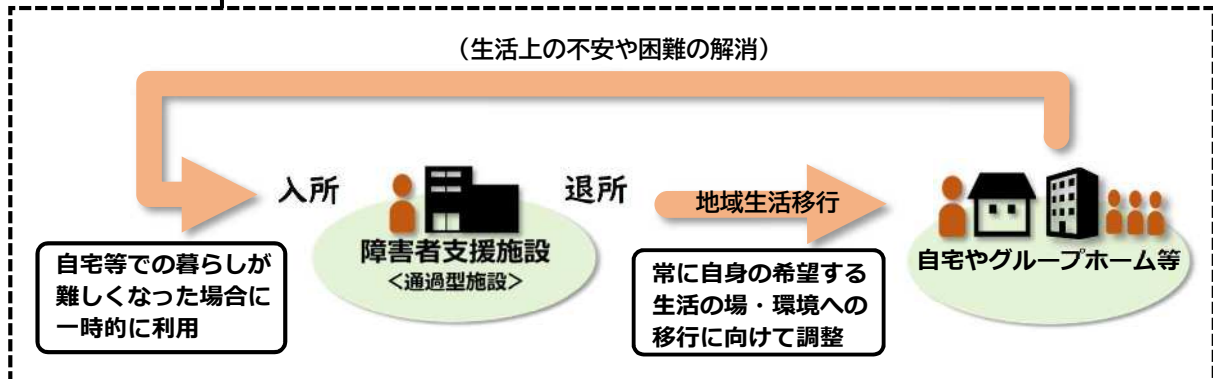 （生活上の不安や困難の解消）
入所
退所
地域生活移行
障害者支援施設
＜通過型施設＞
自宅やグループホーム等
自宅等での暮らしが
難しくなった場合に
一時的に利用
常に自身の希望する
生活の場・環境への
移行に向けて調整